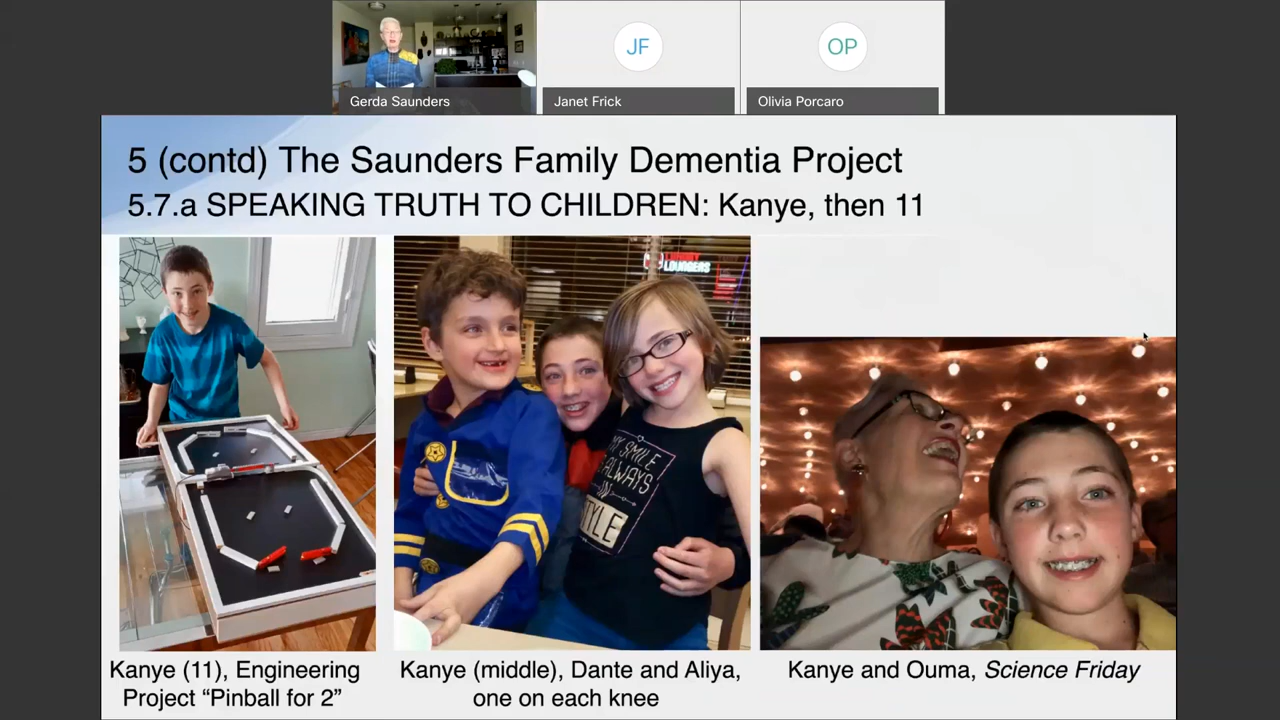 JF
OP
Gerda Saunders
Janet Frick
Olivia Porcaro
5 (contd) The Saunders Family Dementia Project
5.7.a SPEAKING TRUTH TO CHILDREN: Kanye, then 11
LOUNGERS
MY SMILE
ALWAYS
IN
Kanye (11), Engineering
Project “Pinball for 2”
Kanye (middle), Dante and Aliya,
one on each knee
Kanye and Ouma, Science Friday